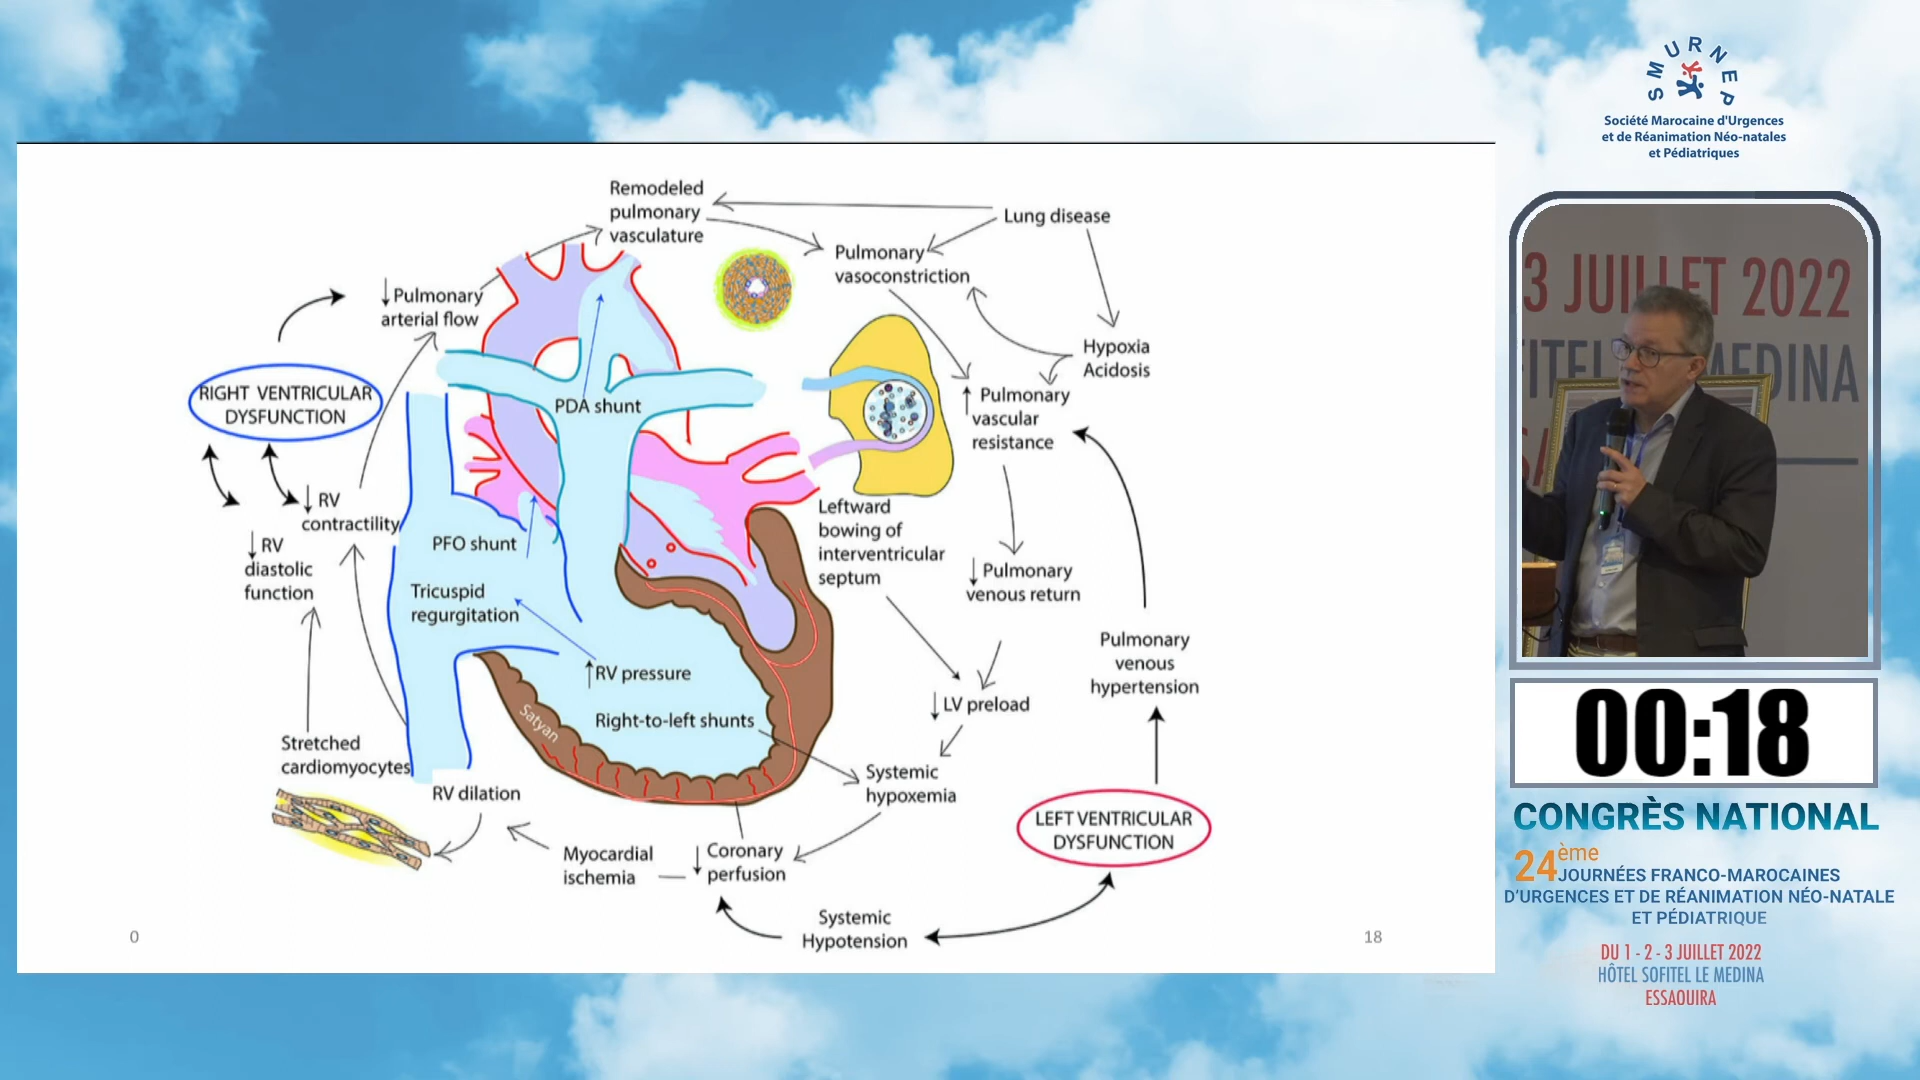 Remodeled
pulmonary
vasculature
Lung disease
Pulmonary
vasoconstriction
↓Pulmonary
arterial flow
Hypoxia
Acidosis
RIGHT VENTRICULAR
DYSFUNCTION
PDA shunt
↑ Pulmonary
vascular
resistance
↓ RV
contractility
Leftward
bowing of
interventricular
septum
PFO shunt
↓ RV
diastolic
function
↓ Pulmonary
venous return
Tricuspid
regurgitation
Pulmonary
venous
hypertension
↑RV pressure
↓ LV preload
Right-to-left shunts
Satyan
Stretched
cardiomyocytes
Systemic
hypoxemia
RV dilation
LEFT VENTRICULAR
DYSFUNCTION
Myocardial
ischemia
↓ Coronary
perfusion
Systemic
Hypotension
0
18
SMURNEP
Société Marocaine d'Urgences
et de Réanimation Néo-natales
et Pédiatriques
3 JUILLET 2022
MEDINA
00:18
CONGRÈS NATIONAL
24ème
JOURNÉES FRANCO-MAROCAINES
D'URGENCES ET DE RÉANIMATION NÉO-NATALE
ET PÉDIATRIQUE
DU 1 - 2 - 3 JUILLET 2022
HÔTEL SOFITEL LE MEDINA
ESSAOUIRA